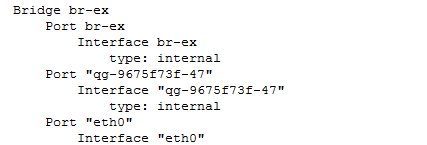 Bridge br-ex
Port br-ex
Interface br-ex
type: internal
Port "qg-9675f73f-47"
Interface "qg-9675f73f-47"
type: internal
Port "eth0"
Interface "eth0"